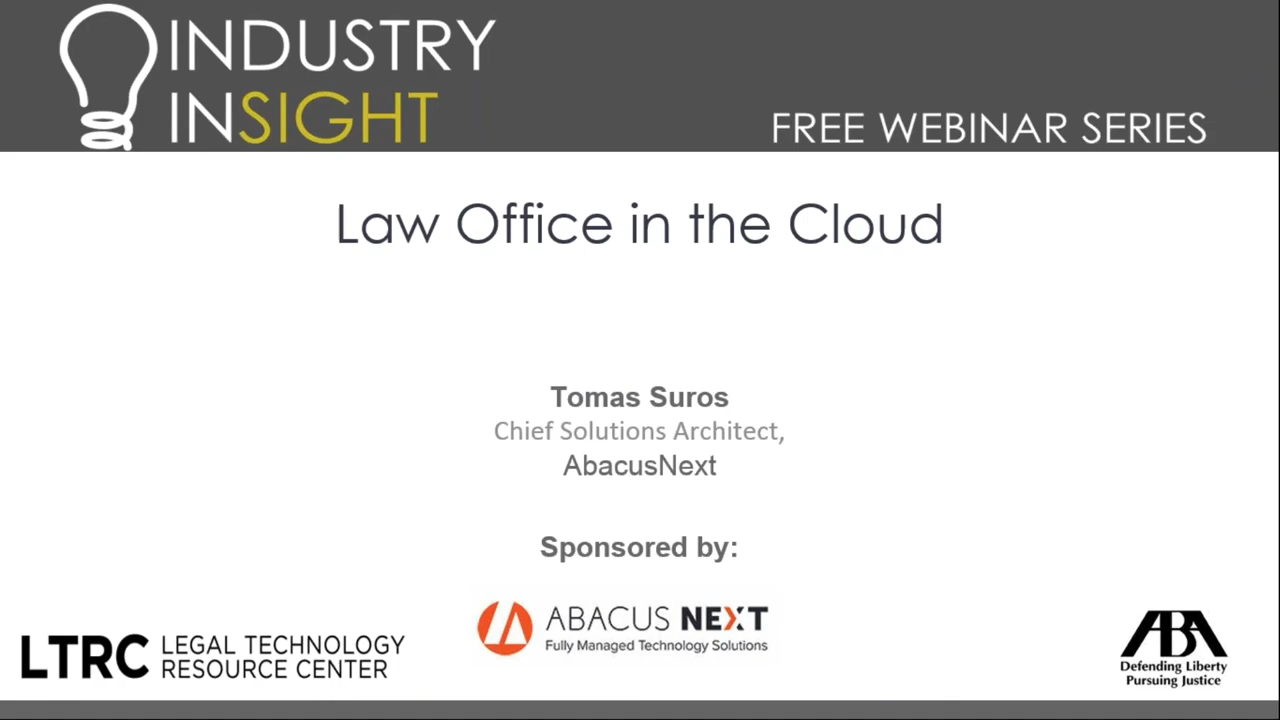 INDUSTRY
INSIGHT
FREE WEBINAR SERIES
Law Office in the Cloud
Tomas Suros
Chief Solutions Architect,
AbacusNext
Sponsored by:
ABACUS NEXT
Fully Managed Technology Solutions
LTRC LEGAL TECHNOLOGY
RESOURCE CENTER
ABA
Defending Liberty
Pursuing Justice